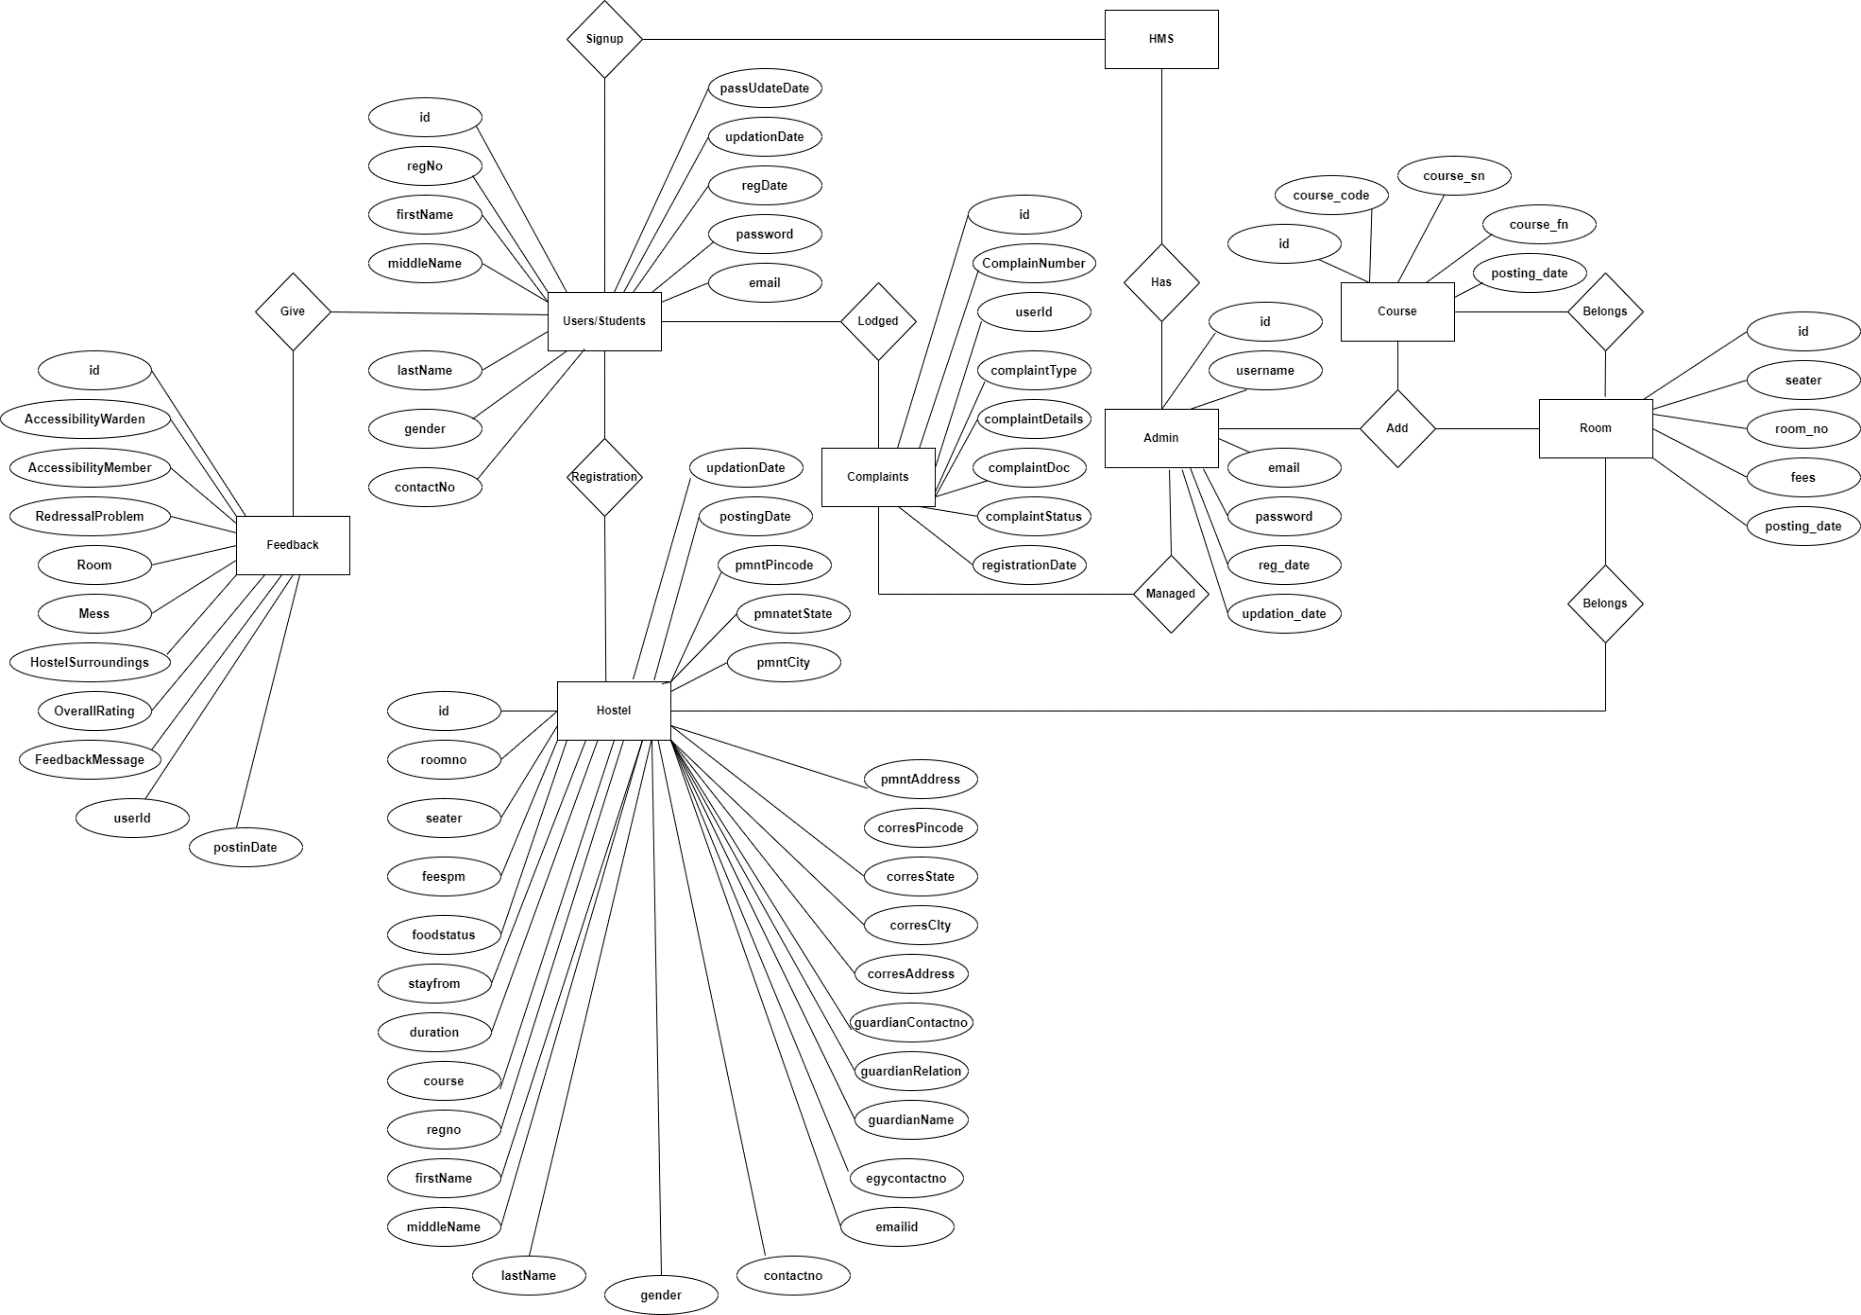 Signup
HMS
passUdateDate
id
updationDate
regNo
regDate
firstName
password
middleName
email
Give
Users/Students
Lodged
lastName
gender
contactNo
Registration
id
ComplainNumber
userId
complaintType
complaintDetails
complaintDoc
complaintStatus
registrationDate
Complaints
Has
id
username
Admin
email
password
reg_date
updation_date
Managed
course_code
course_sn
id
course_fn
posting_date
Course
Belongs
Add
Room
id
seater
room_no
fees
posting_date
Belongs
id
AccessibilityWarden
AccessibilityMember
RedressalProblem
Feedback
Room
Mess
HostelSurroundings
OverallRating
FeedbackMessage
userId
postinDate
updationDate
postingDate
pmntPincode
pmnatetState
pmntCity
Hostel
id
roomno
seater
feespm
foodstatus
stayfrom
duration
course
regno
firstName
middleName
lastName
gender
contactno
pmntAddress
corresPincode
corresState
corresCIty
corresAddress
guardianContactno
guardianRelation
guardianName
egycontactno
emailid